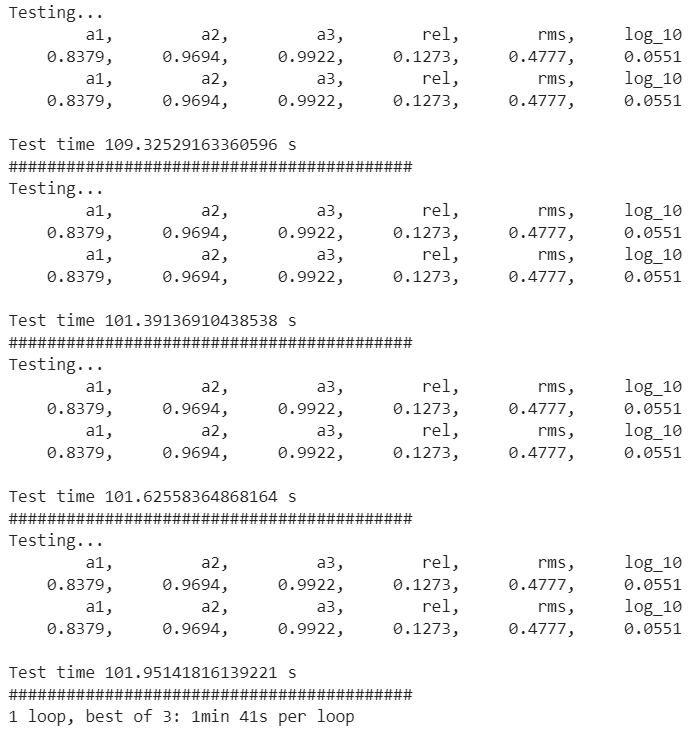 Testing...
a1, a2, a3, rel, rms, log_10
0.8379, 0.9694, 0.9922, 0.1273, 0.4777, 0.0551
a1, a2, a3, rel, rms, log_10
0.8379, 0.9694, 0.9922, 0.1273, 0.4777, 0.0551
Test time 109.32529163360596 s
##########################################
Testing...
a1, a2, a3, rel, rms, log_10
0.8379, 0.9694, 0.9922, 0.1273, 0.4777, 0.0551
a1, a2, a3, rel, rms, log_10
0.8379, 0.9694, 0.9922, 0.1273, 0.4777, 0.0551
Test time 101.39136910438538 s
##########################################
Testing...
a1, a2, a3, rel, rms, log_10
0.8379, 0.9694, 0.9922, 0.1273, 0.4777, 0.0551
a1, a2, a3, rel, rms, log_10
0.8379, 0.9694, 0.9922, 0.1273, 0.4777, 0.0551
Test time 101.62558364868164 s
##########################################
Testing...
a1, a2, a3, rel, rms, log_10
0.8379, 0.9694, 0.9922, 0.1273, 0.4777, 0.0551
a1, a2, a3, rel, rms, log_10
0.8379, 0.9694, 0.9922, 0.1273, 0.4777, 0.0551
Test time 101.95141816139221 s
##########################################
1 loop, best of 3: 1min 41s per loop